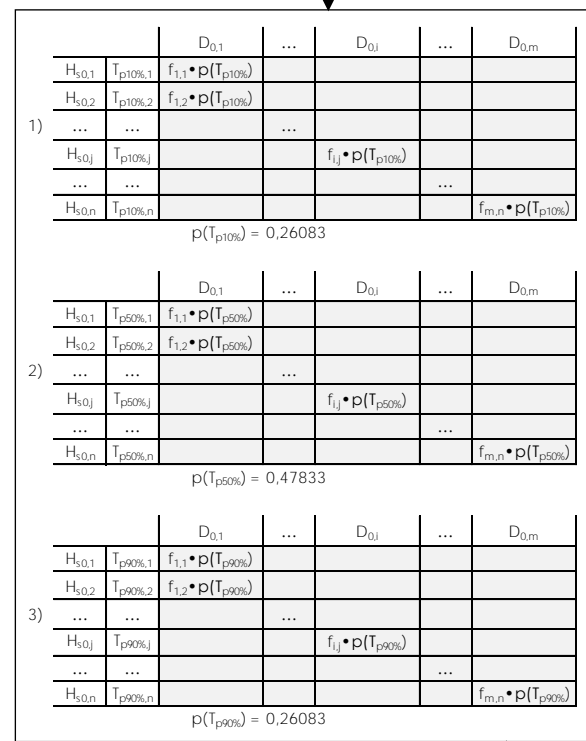 D0,1 ... D0,i ... D0,m
Hs0,1 Tp10%,1 f1,1•p(Tp10%)
Hs0,2 Tp10%,2 f1,2•p(Tp10%)
1) ... ... ...
Hs0,j Tp10%,j fi,j•p(Tp10%)
... ... ...
Hs0,n Tp10%,n fm,n•p(Tp10%)
p(Tp10%) = 0,26083
D0,1 ... D0,i ... D0,m
Hs0,1 Tp50%,1 f1,1•p(Tp50%)
Hs0,2 Tp50%,2 f1,2•p(Tp50%)
2) ... ... ...
Hs0,j Tp50%,j fi,j•p(Tp50%)
... ... ...
Hs0,n Tp50%,n fm,n•p(Tp50%)
p(Tp50%) = 0,47833
D0,1 ... D0,i ... D0,m
Hs0,1 Tp90%,1 f1,1•p(Tp90%)
Hs0,2 Tp90%,2 f1,2•p(Tp90%)
3) ... ... ...
Hs0,j Tp90%,j fi,j•p(Tp90%)
... ... ...
Hs0,n Tp90%,n fm,n•p(Tp90%)
p(Tp90%) = 0,26083